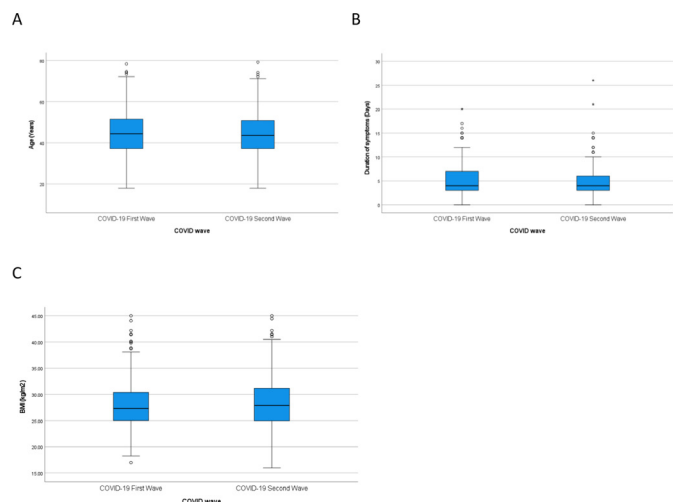 A
B
Age (Years)
80
60
40
20
COVID-19 First Wave
COVID-19 Second Wave
COVID wave
Duration of symptoms (Days)
30
25
20
15
10
5
0
COVID-19 First Wave
COVID-19 Second Wave
COVID wave
C
BMI (kg/m2)
45.00
40.00
35.00
30.00
25.00
20.00
15.00
COVID-19 First Wave
COVID-19 Second Wave
COVID wave